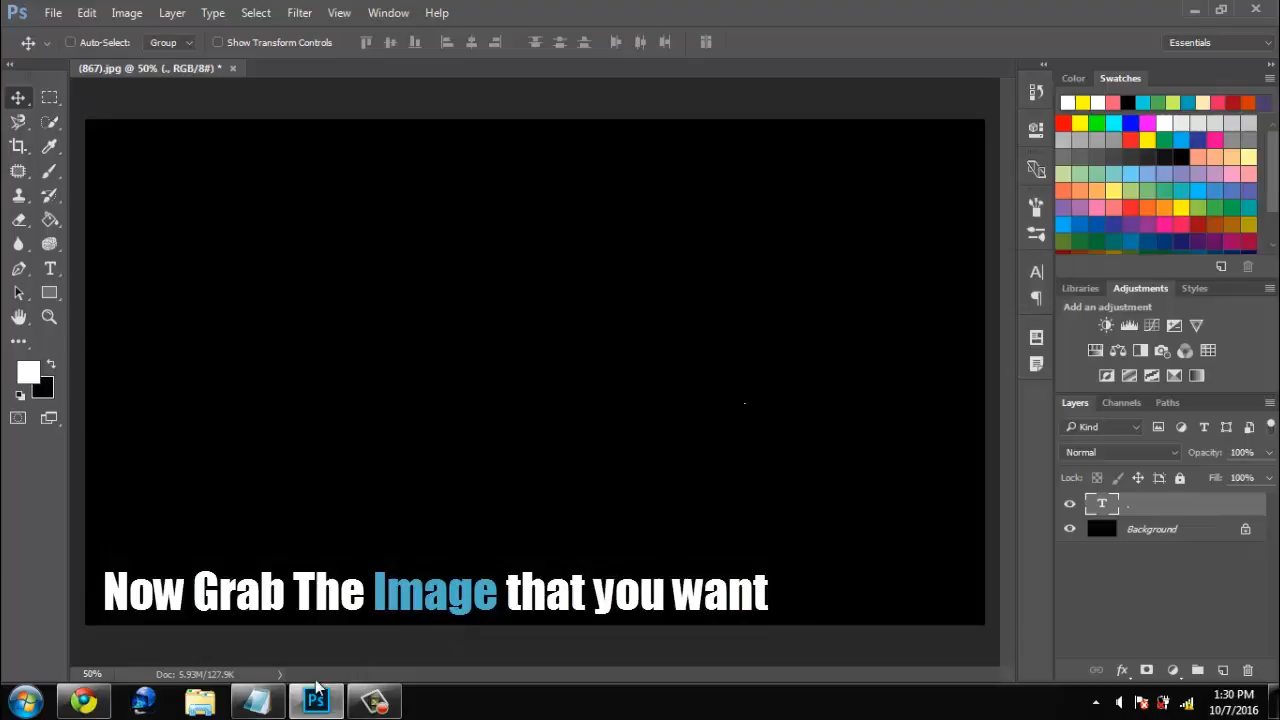 Ps File Edit Image Layer Type Select Filter View Window Help
Auto-Select: Group Show Transform Controls Essentials
(867).jpg @ 50% (., RGB/8#) * ×
Color Swatches
Libraries Adjustments Styles
Add an adjustment
Layers Channels Paths
Kind
Normal Opacity: 100%
Lock: Fill: 100%
T .
Background
Now Grab The Image that you want
50% Doc: 5.93M/127.9K
Ps
1:30 PM
10/7/2016